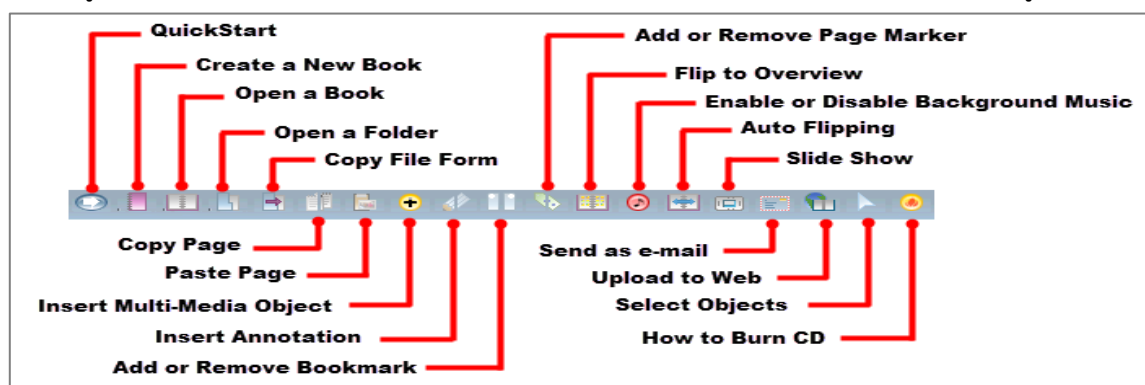 QuickStart
Create a New Book
Open a Book
Open a Folder
Copy File Form
Add or Remove Page Marker
Flip to Overview
Enable or Disable Background Music
Auto Flipping
Slide Show
Copy Page
Paste Page
Insert Multi-Media Object
Insert Annotation
Add or Remove Bookmark
Send as e-mail
Upload to Web
Select Objects
How to Burn CD